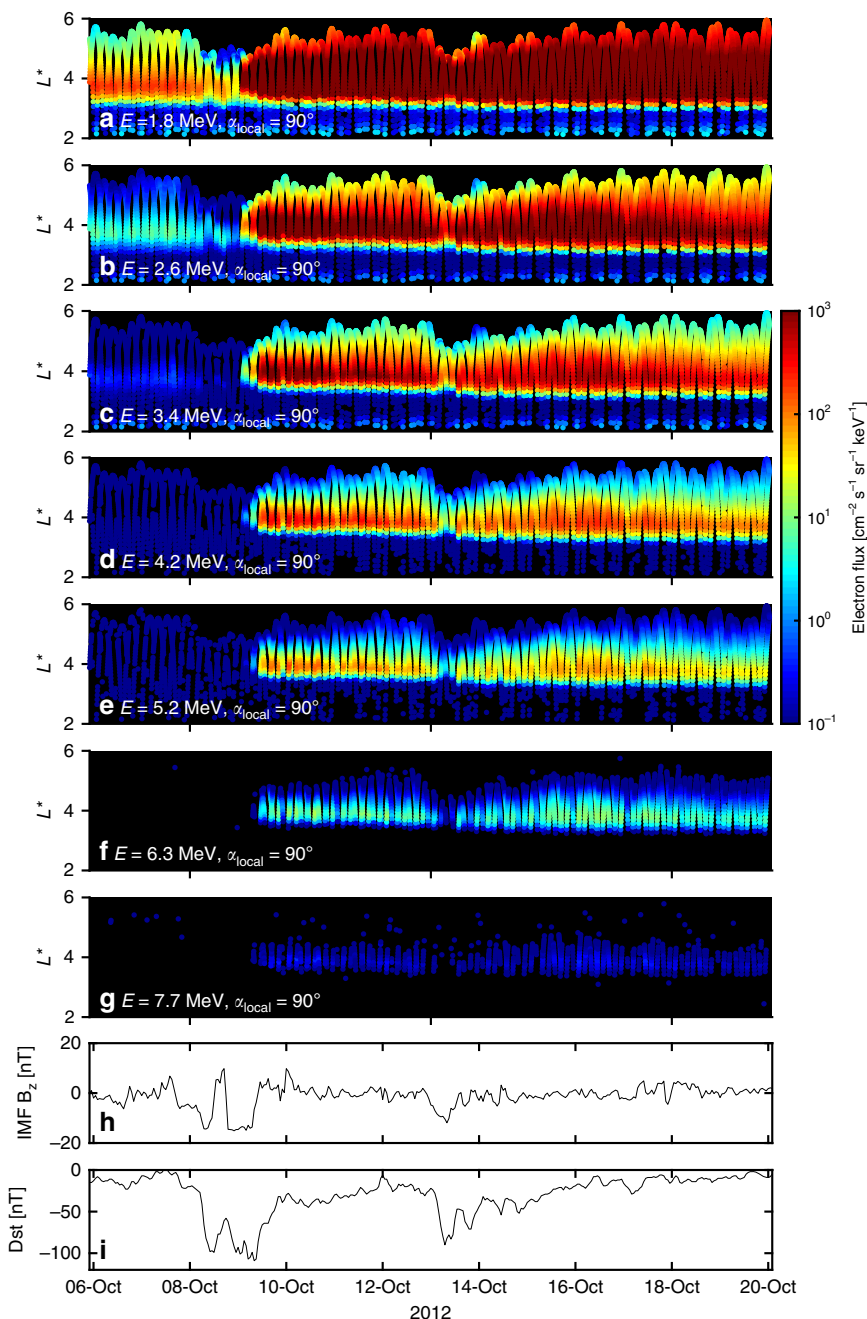 6
4
2
L*
a E =1.8 MeV, αlocal = 90°
6
4
2
L*
b E = 2.6 MeV, αlocal = 90°
6
4
2
L*
c E = 3.4 MeV, αlocal = 90°
6
4
2
L*
d E = 4.2 MeV, αlocal = 90°
6
4
2
L*
e E = 5.2 MeV, αlocal = 90°
6
4
2
L*
f E = 6.3 MeV, αlocal = 90°
6
4
2
L*
g E = 7.7 MeV, αlocal = 90°
10³
10²
10¹
10⁰
10⁻¹
Electron flux [cm⁻² s⁻¹ sr⁻¹ keV⁻¹]
20
0
−20
IMF Bz [nT]
h
0
−50
−100
Dst [nT]
i
06-Oct 08-Oct 10-Oct 12-Oct 14-Oct 16-Oct 18-Oct 20-Oct
2012